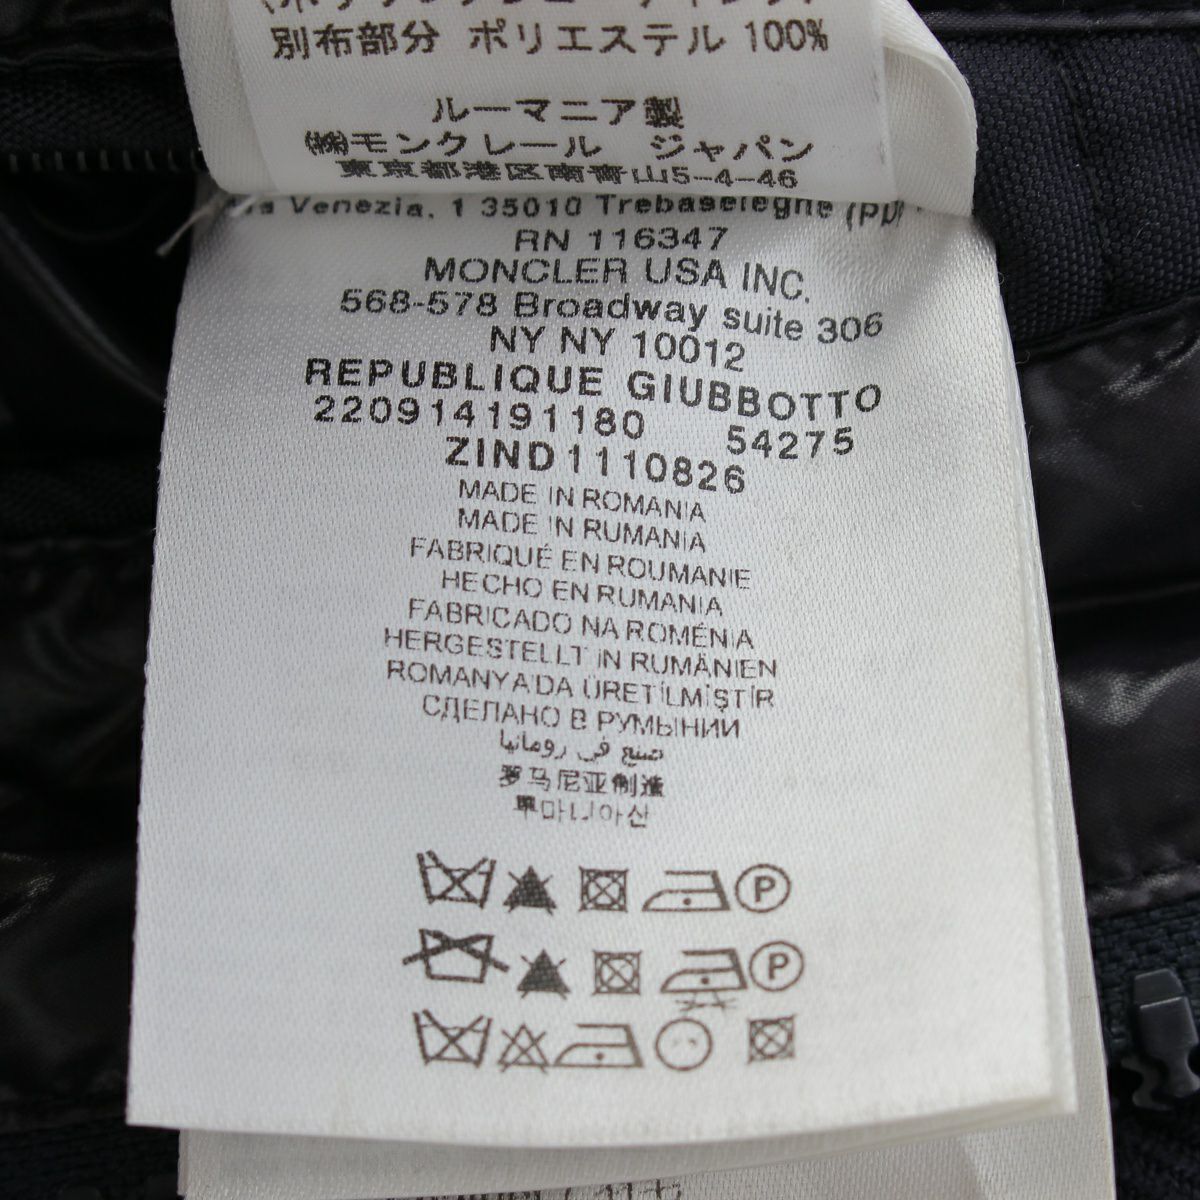 別布部分 ポリエステル 100%
ルーマニア製
㈱モンクレール ジャパン
東京都港区南青山5-4-46
Via Venezia, 1 35010 Trebaseleghe (PD)
RN 116347
MONCLER USA INC.
568-578 Broadway suite 306
NY NY 10012
REPUBLIQUE GIUBBOTTO
220914191180 54275
ZIND1110826
MADE IN ROMANIA
MADE IN RUMANIA
FABRIQUÉ EN ROUMANIE
HECHO EN RUMANIA
FABRICADO NA ROMÉNIA
HERGESTELLT IN RUMÄNIEN
ROMANYA'DA ÜRETİLMİŞTİR
СДЕЛАНО В РУМЫНИИ
صنع في رومانيا
罗马尼亚制造
루마니아산
P
P